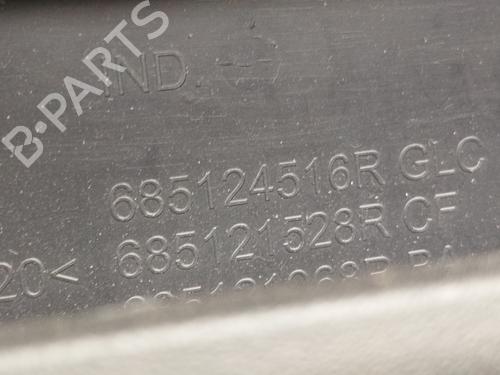 B-PARTS
IND.
685124516R GLC
20< 685121528R CF